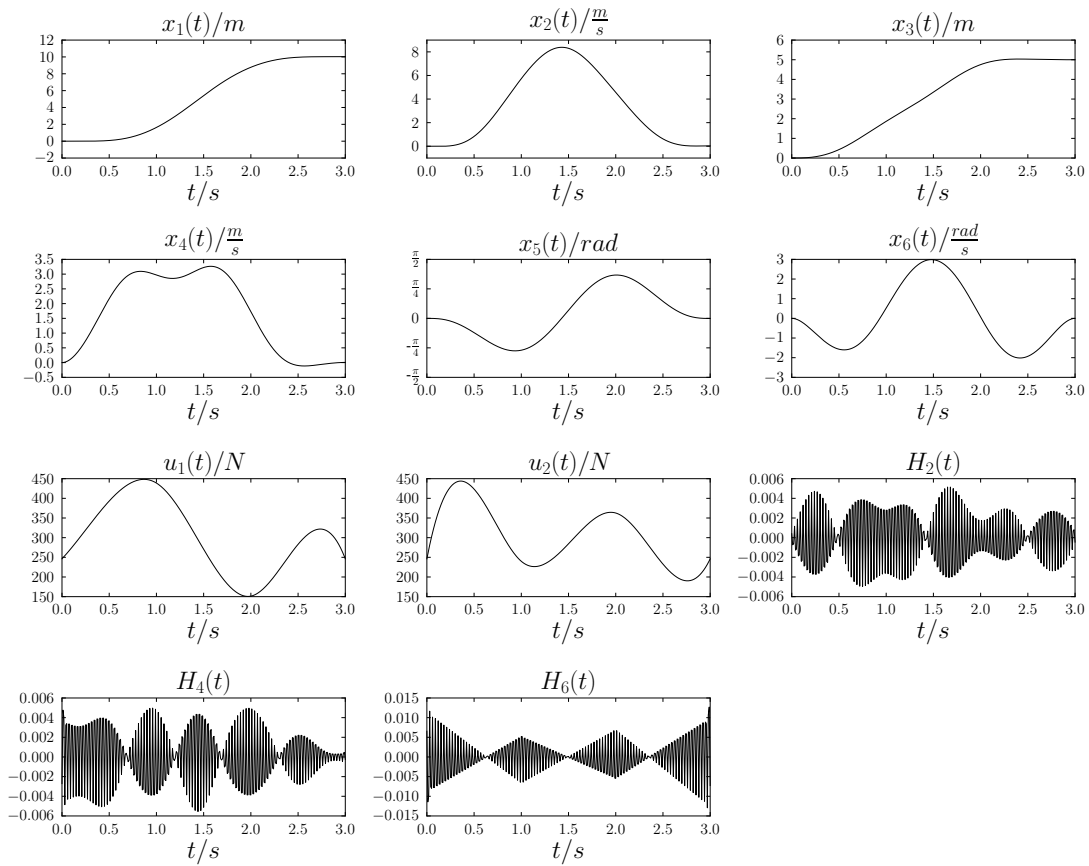 x₁(t)/m
12
10
8
6
4
2
0
−2
0.0 0.5 1.0 1.5 2.0 2.5 3.0
t/s
x₂(t)/m/s
8
6
4
2
0
0.0 0.5 1.0 1.5 2.0 2.5 3.0
t/s
x₃(t)/m
6
5
4
3
2
1
0
0.0 0.5 1.0 1.5 2.0 2.5 3.0
t/s
x₄(t)/m/s
3.5
3.0
2.5
2.0
1.5
1.0
0.5
0.0
−0.5
0.0 0.5 1.0 1.5 2.0 2.5 3.0
t/s
x₅(t)/rad
π/2
π/4
0
-π/4
-π/2
0.0 0.5 1.0 1.5 2.0 2.5 3.0
t/s
x₆(t)/rad/s
3
2
1
0
−1
−2
−3
0.0 0.5 1.0 1.5 2.0 2.5 3.0
t/s
u₁(t)/N
450
400
350
300
250
200
150
0.0 0.5 1.0 1.5 2.0 2.5 3.0
t/s
u₂(t)/N
450
400
350
300
250
200
150
0.0 0.5 1.0 1.5 2.0 2.5 3.0
t/s
H₂(t)
0.006
0.004
0.002
0.000
−0.002
−0.004
−0.006
0.0 0.5 1.0 1.5 2.0 2.5 3.0
t/s
H₄(t)
0.006
0.004
0.002
0.000
−0.002
−0.004
−0.006
0.0 0.5 1.0 1.5 2.0 2.5 3.0
t/s
H₆(t)
0.015
0.010
0.005
0.000
−0.005
−0.010
−0.015
0.0 0.5 1.0 1.5 2.0 2.5 3.0
t/s